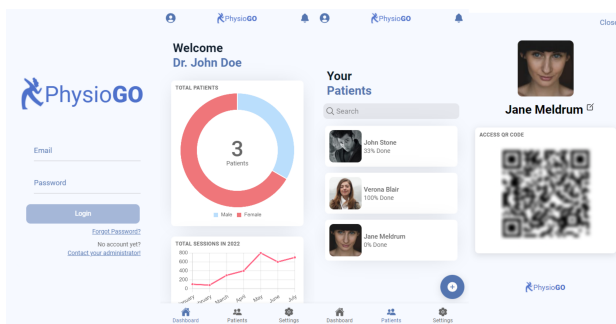 PhysioGO
Email
Password
Login
Forgot Password?
No account yet?
Contact your administrator!
PhysioGO
Welcome
Dr. John Doe
TOTAL PATIENTS
3
Patients
Male
Female
TOTAL SESSIONS IN 2022
800
600
400
200
0
January
February
March
April
May
June
July
Dashboard
Patients
Settings
PhysioGO
Your
Patients
Search
John Stone
33% Done
Verona Blair
100% Done
Jane Meldrum
0% Done
Dashboard
Patients
Settings
Close
Jane Meldrum
ACCESS QR CODE
PhysioGO